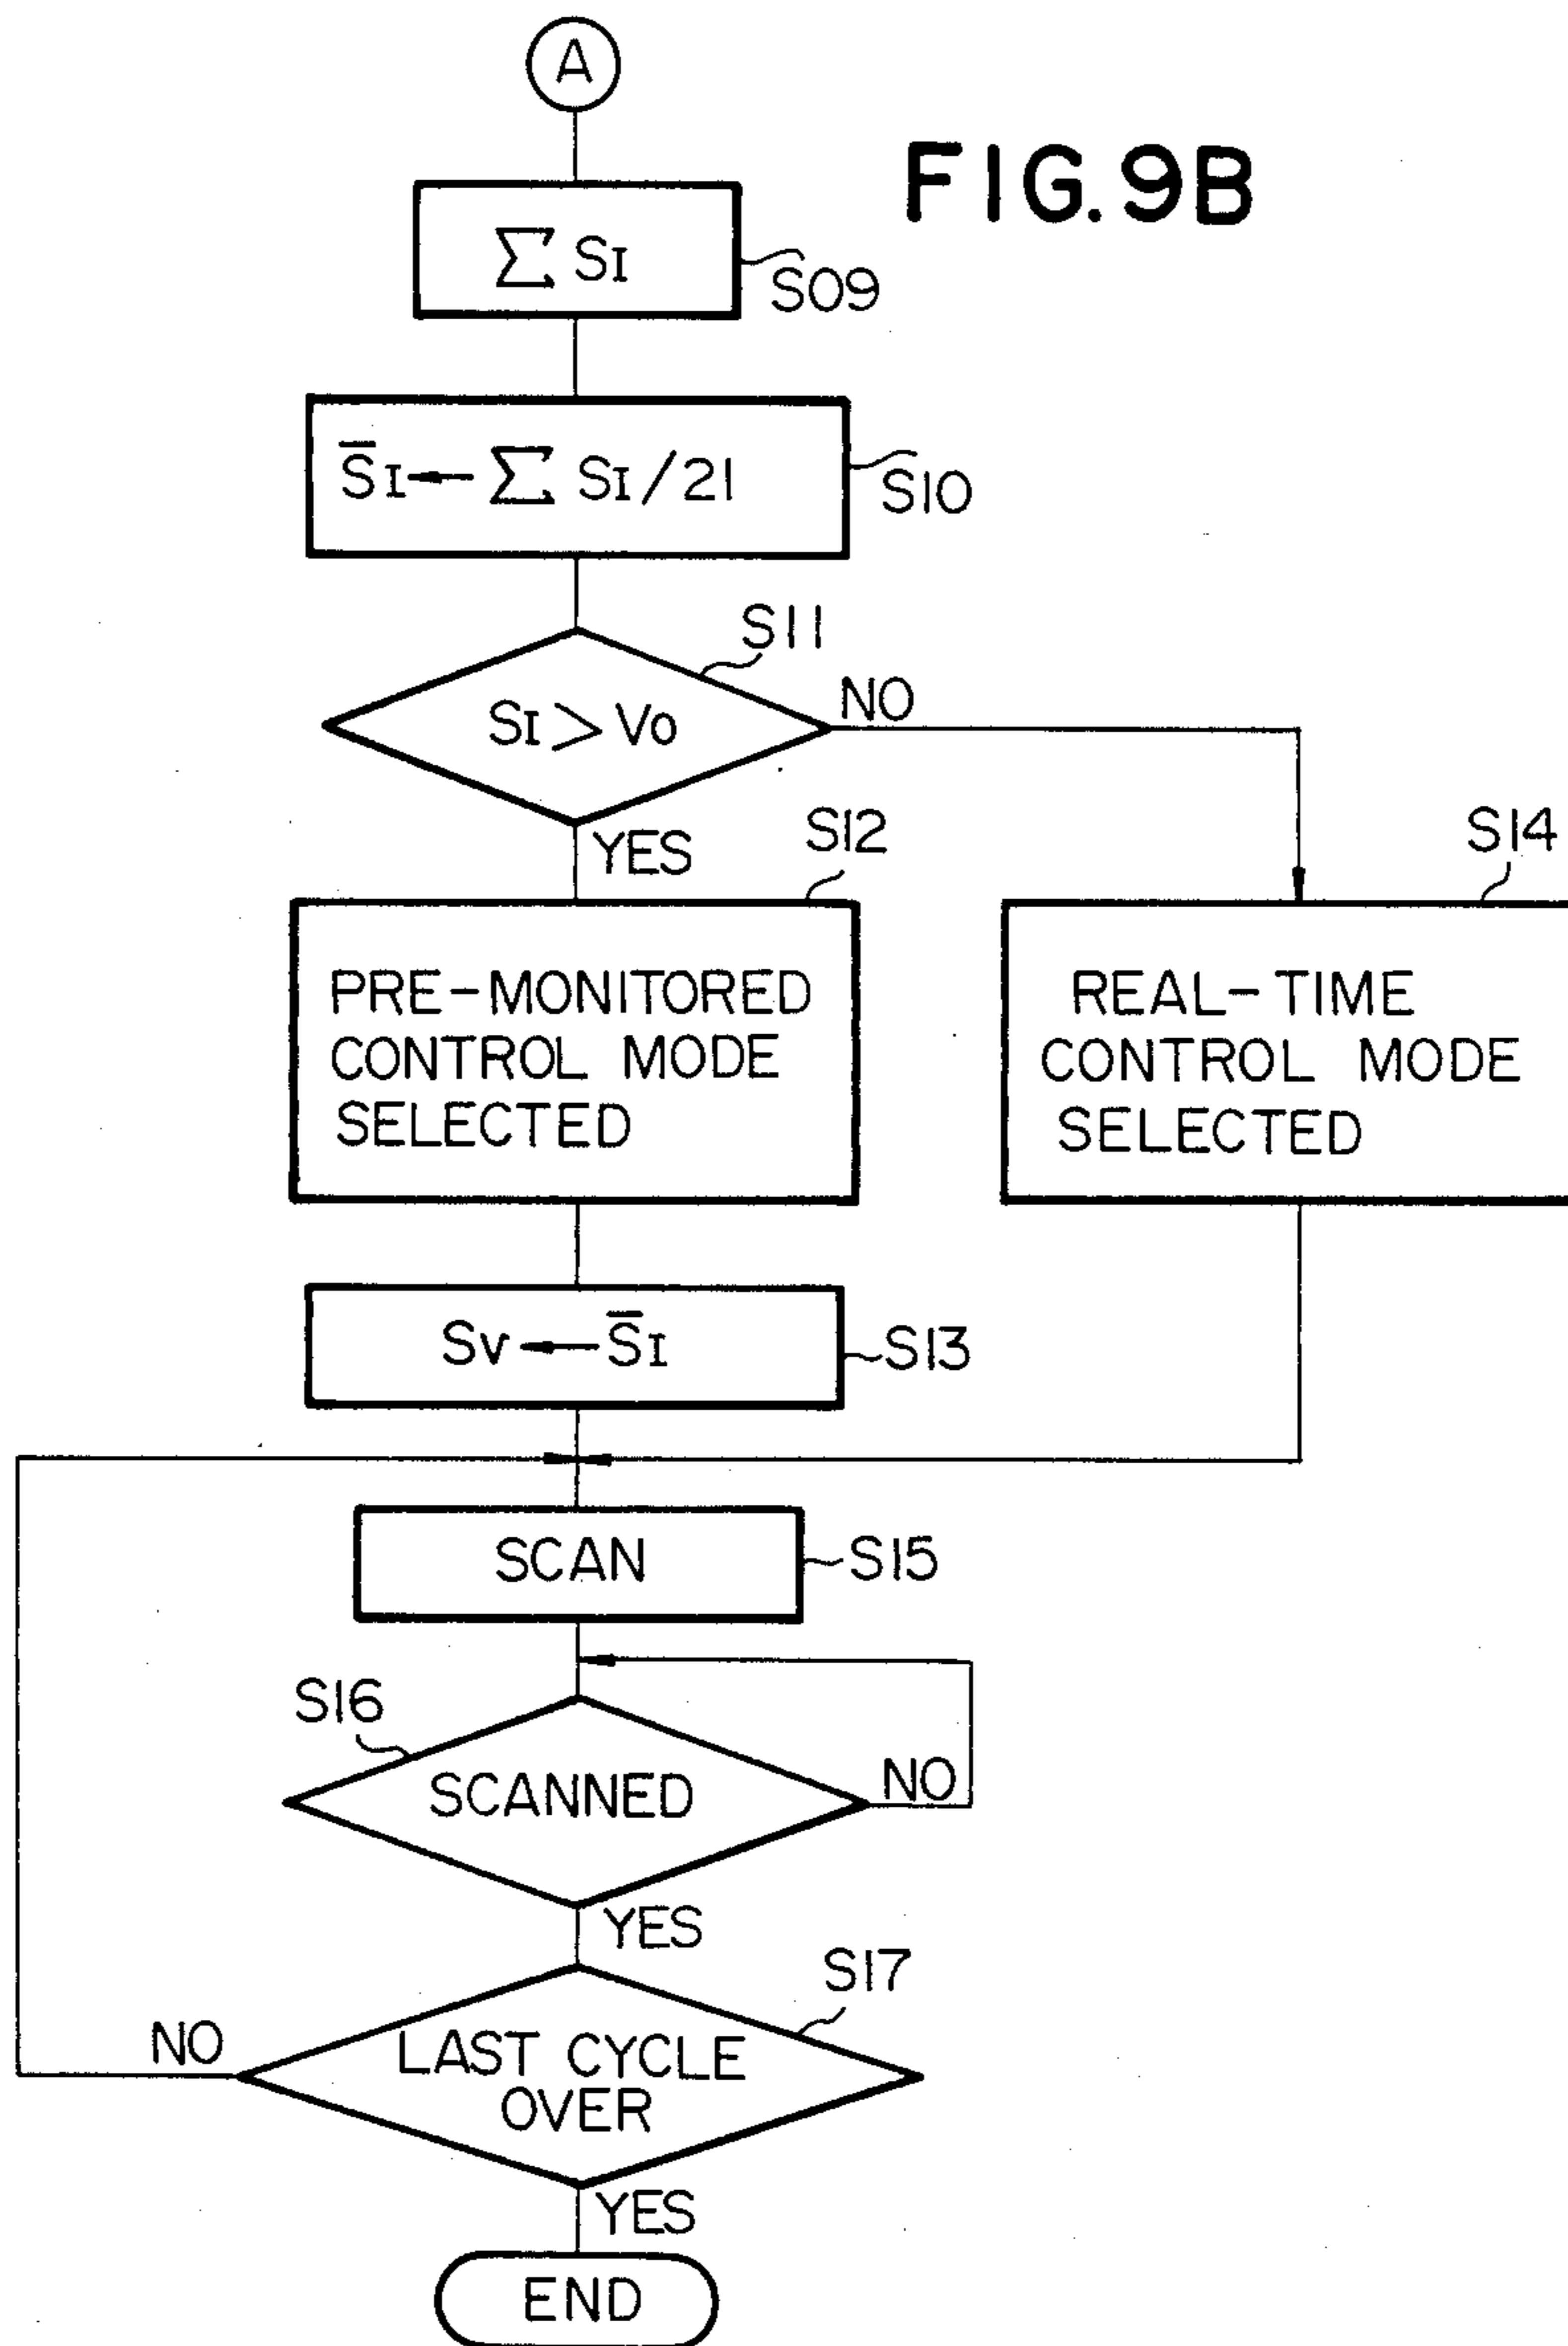 A
FIG.9B
∑ SI
S09
S̅I ← ∑ SI/21
S10
S11
SI > Vo
NO
YES
S12
S14
PRE-MONITORED
CONTROL MODE
SELECTED
REAL-TIME
CONTROL MODE
SELECTED
Sv ← S̅I
S13
SCAN
S15
S16
SCANNED
NO
YES
S17
NO
LAST CYCLE
OVER
YES
END